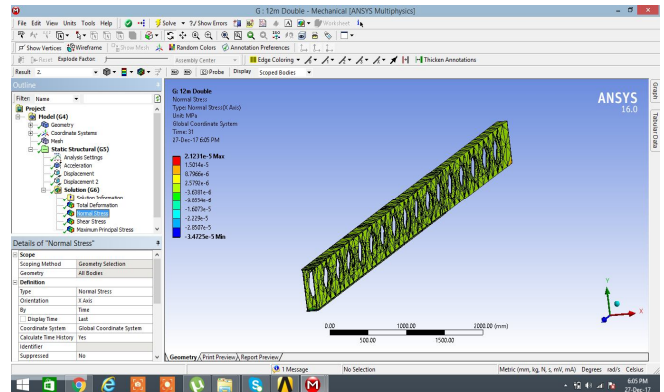 G : 12m Double - Mechanical [ANSYS Multiphysics]
File Edit View Units Tools Help Solve ?/ Show Errors Worksheet
Show Vertices Wireframe Show Mesh Random Colors Annotation Preferences
Reset Explode Factor: Assembly Center Edge Coloring Thicken Annotations
Result 2. Probe Display Scoped Bodies
Outline
Filter: Name
Project
Model (G4)
Geometry
Coordinate Systems
Mesh
Static Structural (G5)
Analysis Settings
Acceleration
Displacement
Displacement 2
Solution (G6)
Solution Information
Total Deformation
Normal Stress
Shear Stress
Maximum Principal Stress
Details of "Normal Stress"
Scope
Scoping Method Geometry Selection
Geometry All Bodies
Definition
Type Normal Stress
Orientation X Axis
By Time
Display Time Last
Coordinate System Global Coordinate System
Calculate Time History Yes
Identifier
Suppressed No
G: 12m Double
Normal Stress
Type: Normal Stress(X Axis)
Unit: MPa
Global Coordinate System
Time: 31
27-Dec-17 6:05 PM
2.1231e-5 Max
1.5014e-5
8.7966e-6
2.5792e-6
-3.6381e-6
-9.8554e-6
-1.6073e-5
-2.229e-5
-2.8507e-5
-3.4725e-5 Min
ANSYS
16.0
Graph
Tabular Data
0.00 1000.00 2000.00 (mm)
500.00 1500.00
Y
X
Geometry Print Preview Report Preview
1 Message No Selection Metric (mm, kg, N, s, mV, mA) Degrees rad/s Celsius
6:05 PM
27-Dec-17